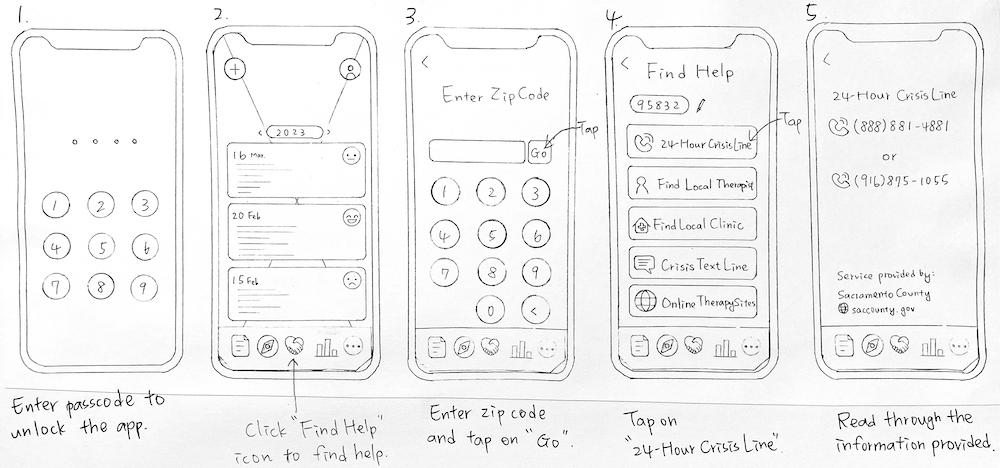 1.
1 2 3
4 5 6
7 8 9
Enter passcode to
unlock the app.
2.
+
< 2023 >
16 Mar.
20 Feb
15 Feb
Click "Find Help"
icon to find help.
3.
<
Enter Zip Code
Go
Tap
1 2 3
4 5 6
7 8 9
0 <
Enter zip code
and tap on "Go".
4.
<
Find Help
95832
Tap
24-Hour Crisis Line
Find Local Therapist
Find Local Clinic
Crisis Text Line
Online Therapy Sites
Tap on
"24-Hour Crisis Line".
5.
<
24-Hour Crisis Line
(888) 881-4881
or
(916) 875-1055
Service provided by:
Sacramento County
saccounty.gov
Read through the
information provided.